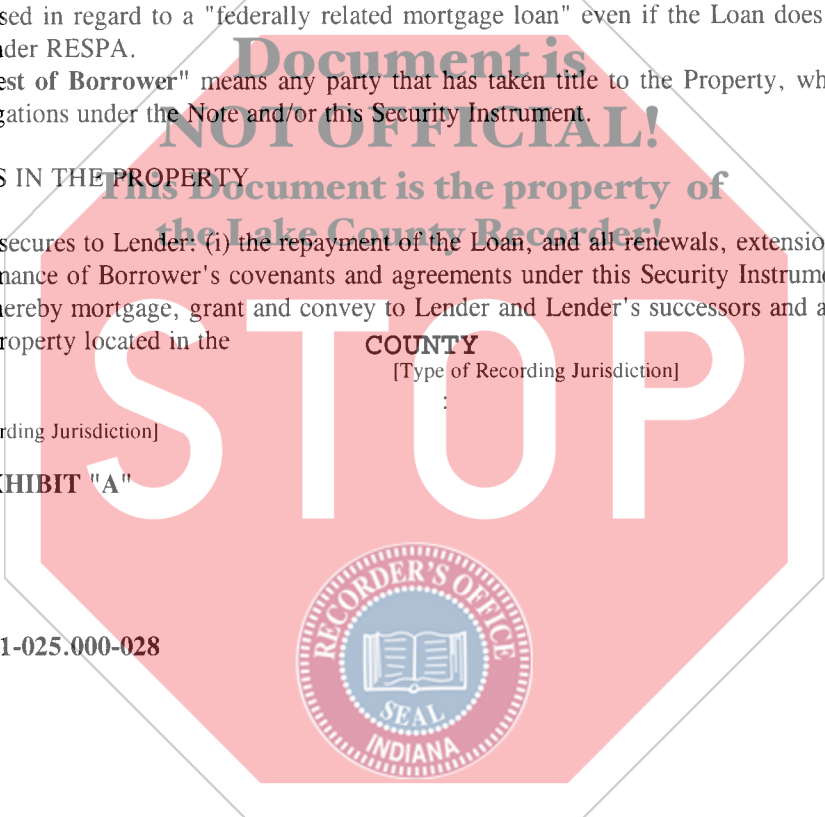 sed in regard to a "federally related mortgage loan" even if the Loan does
der RESPA.
Document is
est of Borrower" means any party that has taken title to the Property, wh
gations under the Note and/or this Security Instrument.
NOT OFFICIAL!
S IN THE PROPERTY
This Document is the property of
the Lake County Recorder!
secures to Lender: (i) the repayment of the Loan, and all renewals, extensio
nance of Borrower's covenants and agreements under this Security Instrume
hereby mortgage, grant and convey to Lender and Lender's successors and a
roperty located in the COUNTY
[Type of Recording Jurisdiction]
:
rding Jurisdiction]
STOP
XHIBIT "A"
RECORDER'S OFFICE
SEAL
INDIANA
1-025.000-028